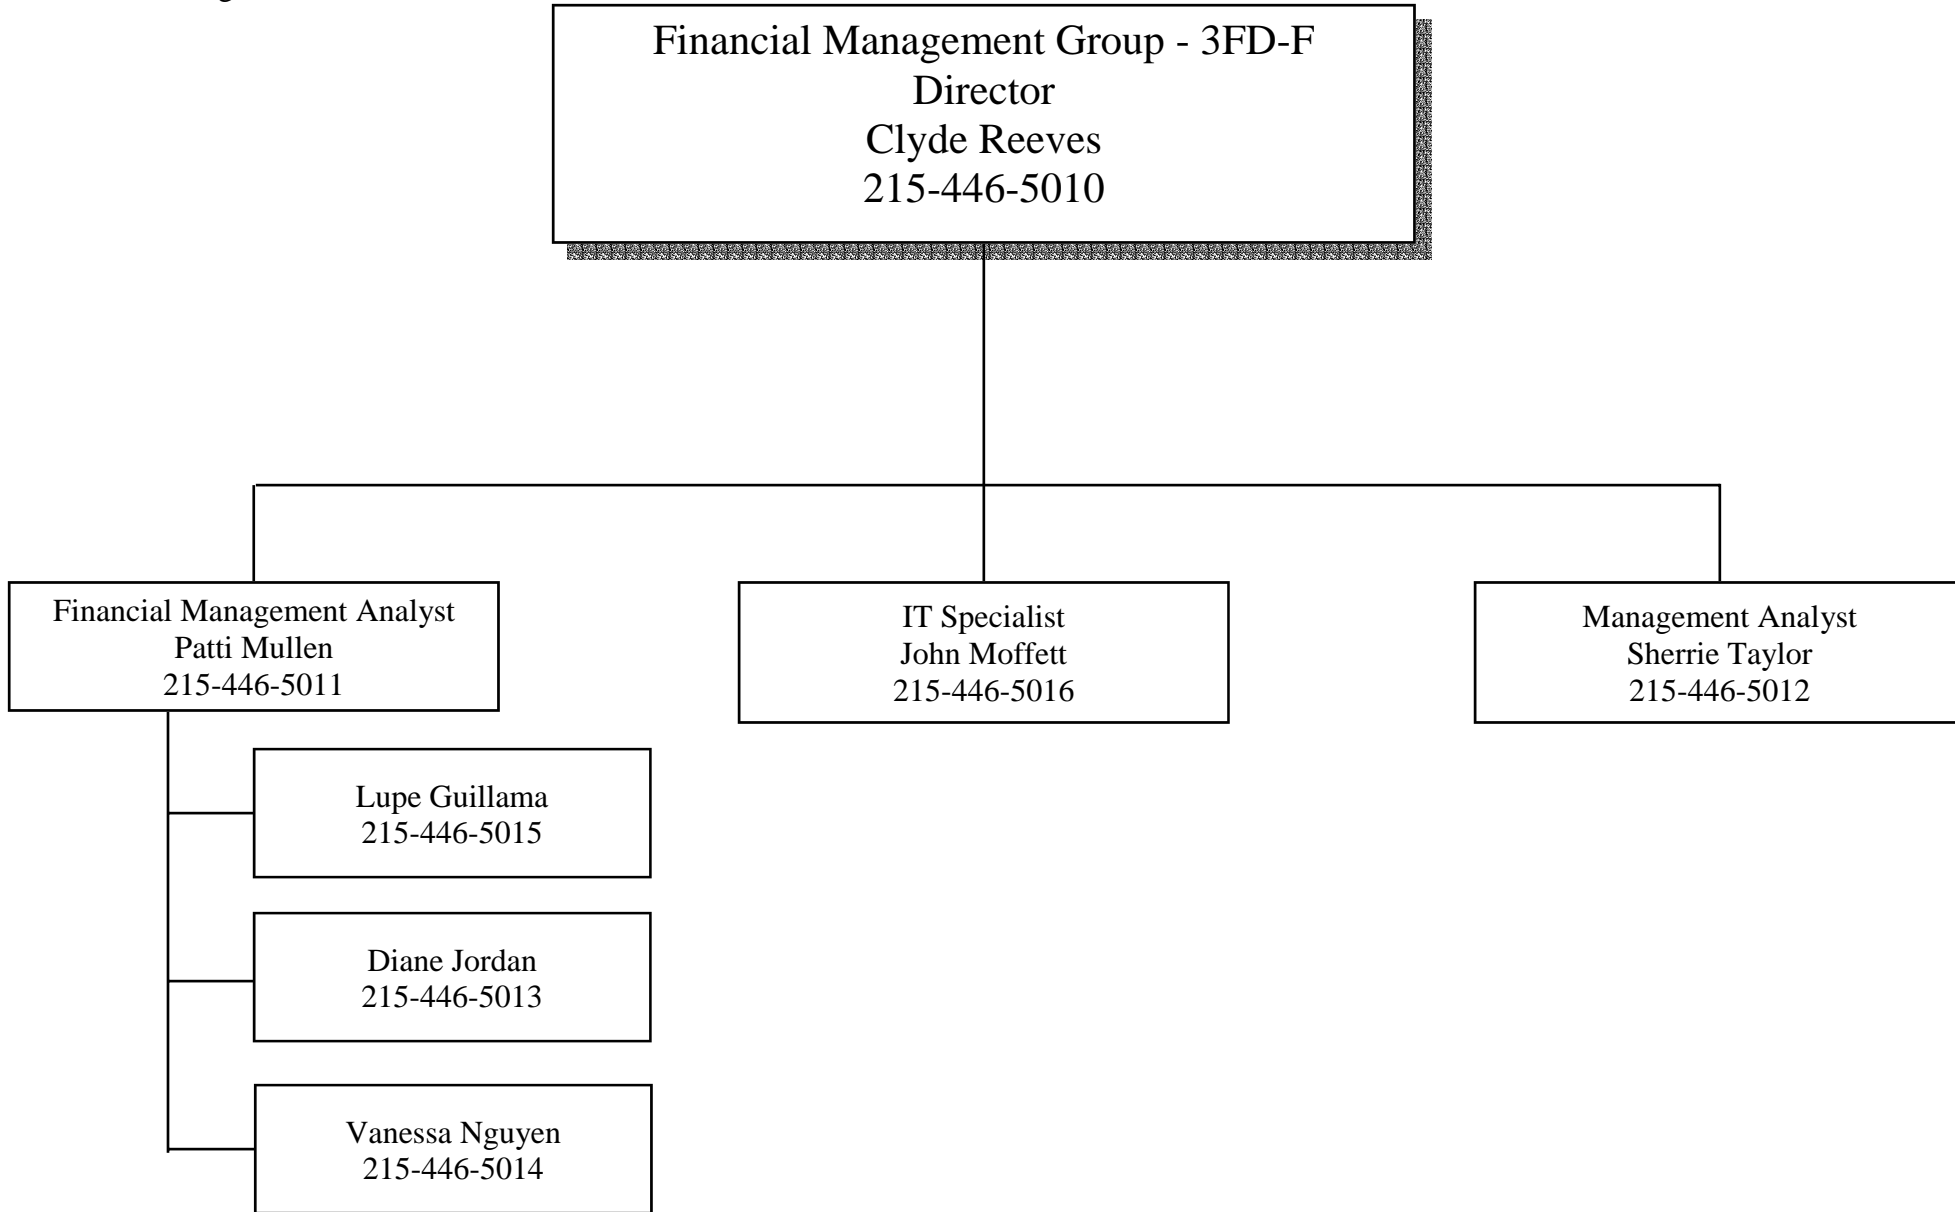 Financial Management Group - 3FD-F
Director
Clyde Reeves
215-446-5010
Financial Management Analyst
Patti Mullen
215-446-5011
IT Specialist
John Moffett
215-446-5016
Management Analyst
Sherrie Taylor
215-446-5012
Lupe Guillama
215-446-5015
Diane Jordan
215-446-5013
Vanessa Nguyen
215-446-5014